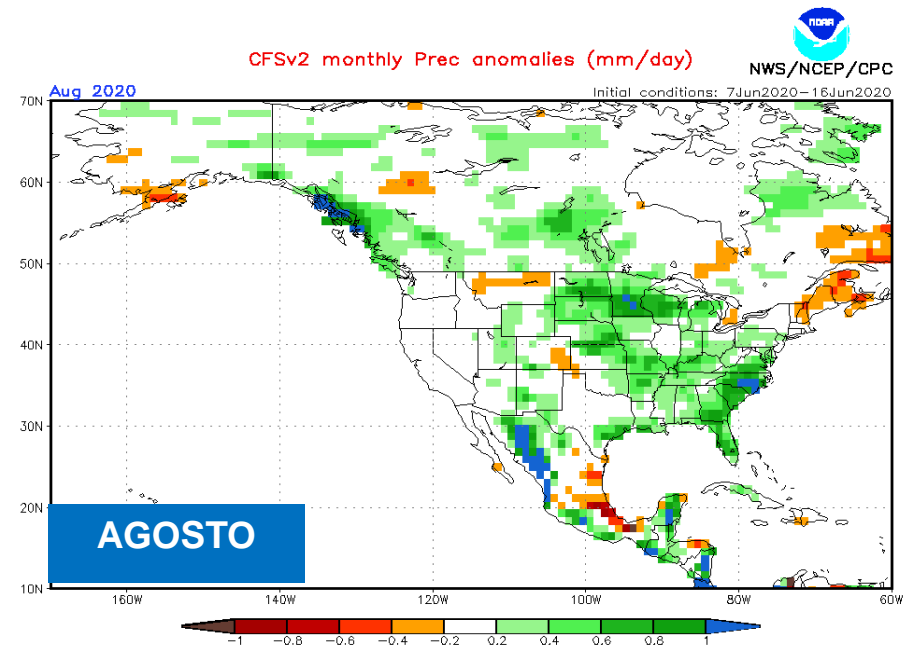 NOAA
CFSv2 monthly Prec anomalies (mm/day)
NWS/NCEP/CPC
Aug 2020
Initial conditions: 7Jun2020−16Jun2020
70N
60N
50N
40N
30N
20N
10N
AGOSTO
160W 140W 120W 100W 80W 60W
−1 −0.8 −0.6 −0.4 −0.2 0.2 0.4 0.6 0.8 1